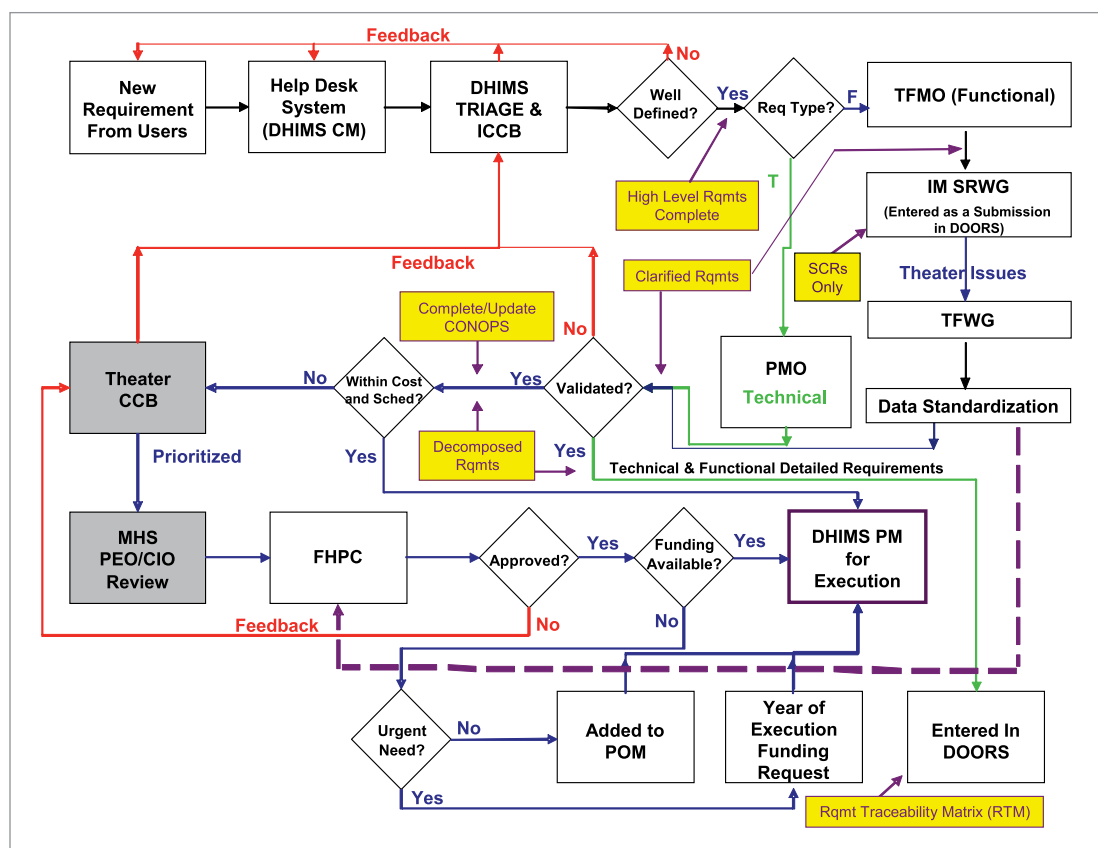 Feedback
No
New
Requirement
From Users
Help Desk
System
(DHIMS CM)
DHIMS
TRIAGE &
ICCB
Well
Defined?
Yes
Req Type?
F
TFMO (Functional)
T
High Level Rqmts
Complete
IM SRWG
(Entered as a Submission
in DOORS)
Feedback
Clarified Rqmts
SCRs
Only
Theater Issues
Complete/Update
CONOPS
No
TFWG
Theater
CCB
No
Within Cost
and Sched?
Yes
Validated?
PMO
Technical
Data Standardization
Prioritized
Yes
Decomposed
Rqmts
Yes
Technical & Functional Detailed Requirements
MHS
PEO/CIO
Review
FHPC
Approved?
Yes
Funding
Available?
Yes
DHIMS PM
for
Execution
Feedback
No
No
Urgent
Need?
No
Added to
POM
Year of
Execution
Funding
Request
Entered In
DOORS
Yes
Rqmt Traceability Matrix (RTM)